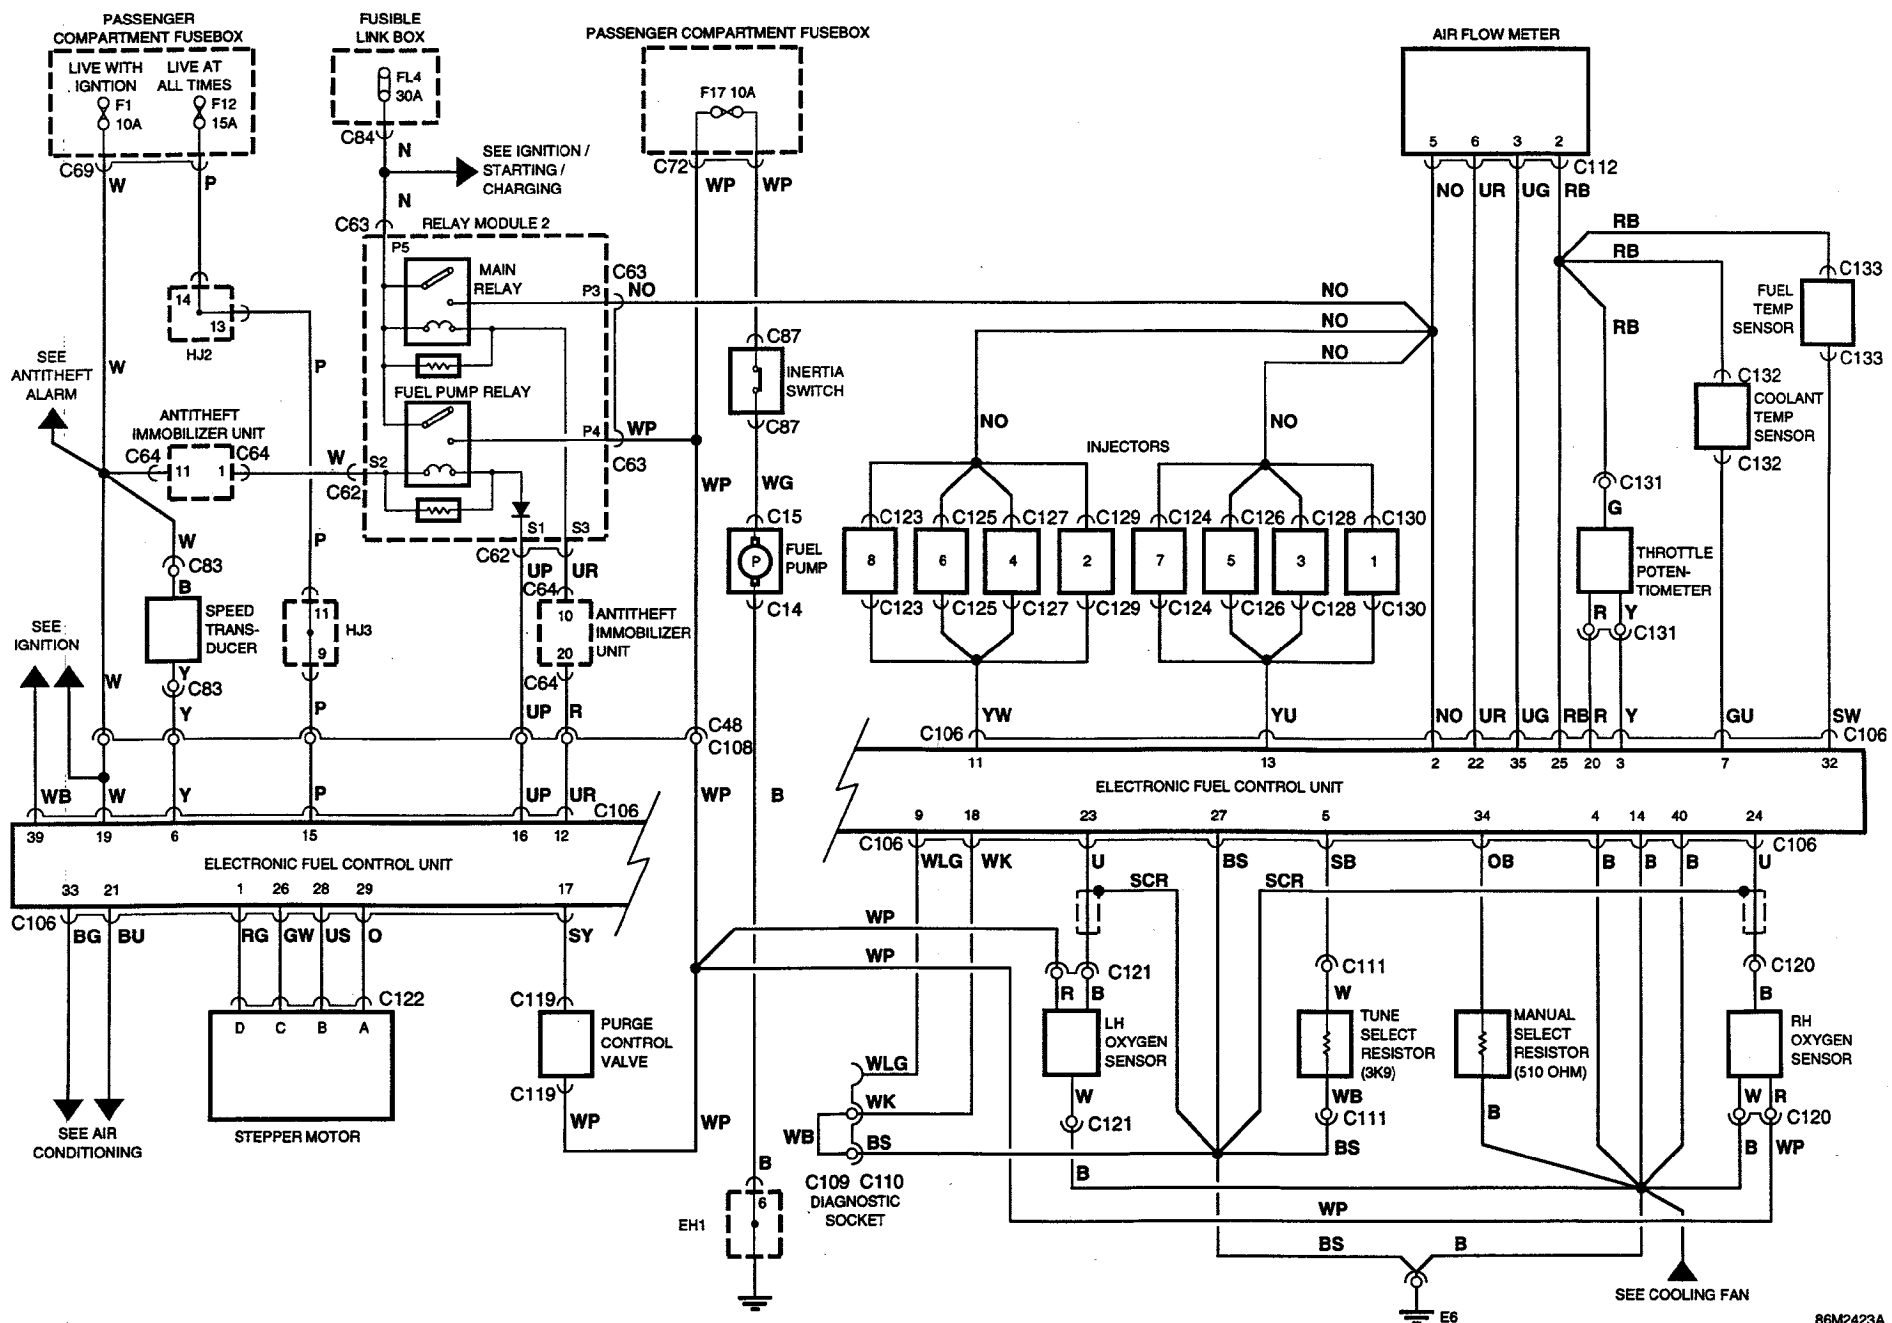 PASSENGER
COMPARTMENT FUSEBOX
LIVE WITH
IGNTION
LIVE AT
ALL TIMES
F1
10A
F12
15A
C69
W
P
FUSIBLE
LINK BOX
FL4
30A
C84
N
SEE IGNITION /
STARTING /
CHARGING
N
C63
RELAY MODULE 2
PASSENGER COMPARTMENT FUSEBOX
F17 10A
C72
WP
WP
AIR FLOW METER
5
6
3
2
C112
NO
UR
UG
RB
RB
RB
RB
C133
FUEL
TEMP
SENSOR
C133
P5
MAIN
RELAY
P3
C63
NO
NO
NO
NO
14
13
HJ2
SEE
ANTITHEFT
ALARM
W
P
FUEL PUMP RELAY
P4
WP
C63
C87
INERTIA
SWITCH
C87
C132
COOLANT
TEMP
SENSOR
C132
ANTITHEFT
IMMOBILIZER UNIT
C64
11
1
C64
W
C62
S2
S1
S3
WP
WG
NO
NO
INJECTORS
C131
G
C15
FUEL
PUMP
P
C14
C123
C125
C127
C129
C124
C126
C128
C130
8
6
4
2
7
5
3
1
C123
C125
C127
C129
C124
C126
C128
C130
THROTTLE
POTEN-
TIOMETER
R
Y
C131
W
C83
B
SPEED
TRANS-
DUCER
Y
C83
Y
P
11
HJ3
9
P
C62
UP
UR
C64
10
ANTITHEFT
IMMOBILIZER
UNIT
20
C64
UP
R
SEE
IGNITION
W
C48
C108
YW
YU
NO
UR
UG
RB
R
Y
GU
SW
C106
C106
11
13
2
22
35
25
20
3
7
32
ELECTRONIC FUEL CONTROL UNIT
9
18
23
27
5
34
4
14
40
24
WB
W
Y
P
UP
UR
C106
WP
B
39
19
6
15
16
12
ELECTRONIC FUEL CONTROL UNIT
33
21
1
26
28
29
17
C106
BG
BU
RG
GW
US
O
SY
C106
WLG
WK
U
BS
SB
OB
B
B
B
U
C106
SCR
SCR
WP
WP
C121
R
B
LH
OXYGEN
SENSOR
W
C121
B
C111
W
TUNE
SELECT
RESISTOR
(3K9)
WB
C111
BS
MANUAL
SELECT
RESISTOR
(510 OHM)
B
C120
B
RH
OXYGEN
SENSOR
W
R
C120
B
WP
C122
D
C
B
A
STEPPER MOTOR
C119
PURGE
CONTROL
VALVE
C119
WP
WP
SEE AIR
CONDITIONING
WLG
WK
WB
BS
C109
C110
DIAGNOSTIC
SOCKET
B
6
EH1
WP
BS
B
E6
SEE COOLING FAN
86M2423A